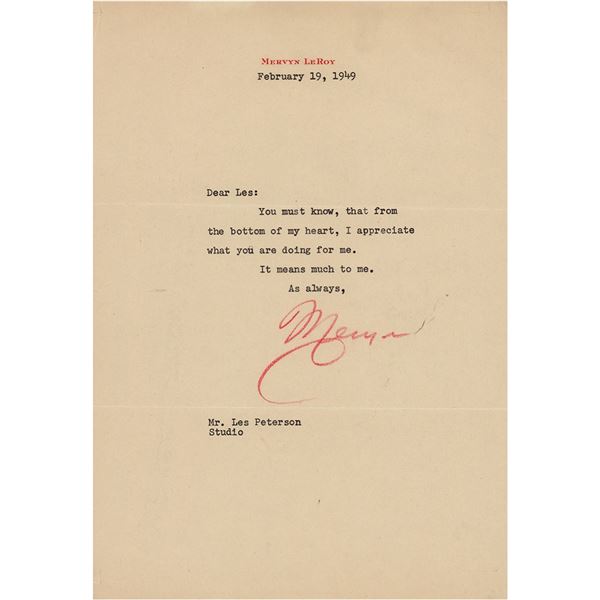 MERVYN LEROY
February 19, 1949
Dear Les:
You must know, that from
the bottom of my heart, I appreciate
what you are doing for me.
It means much to me.
As always,
Mervyn
Mr. Les Peterson
Studio